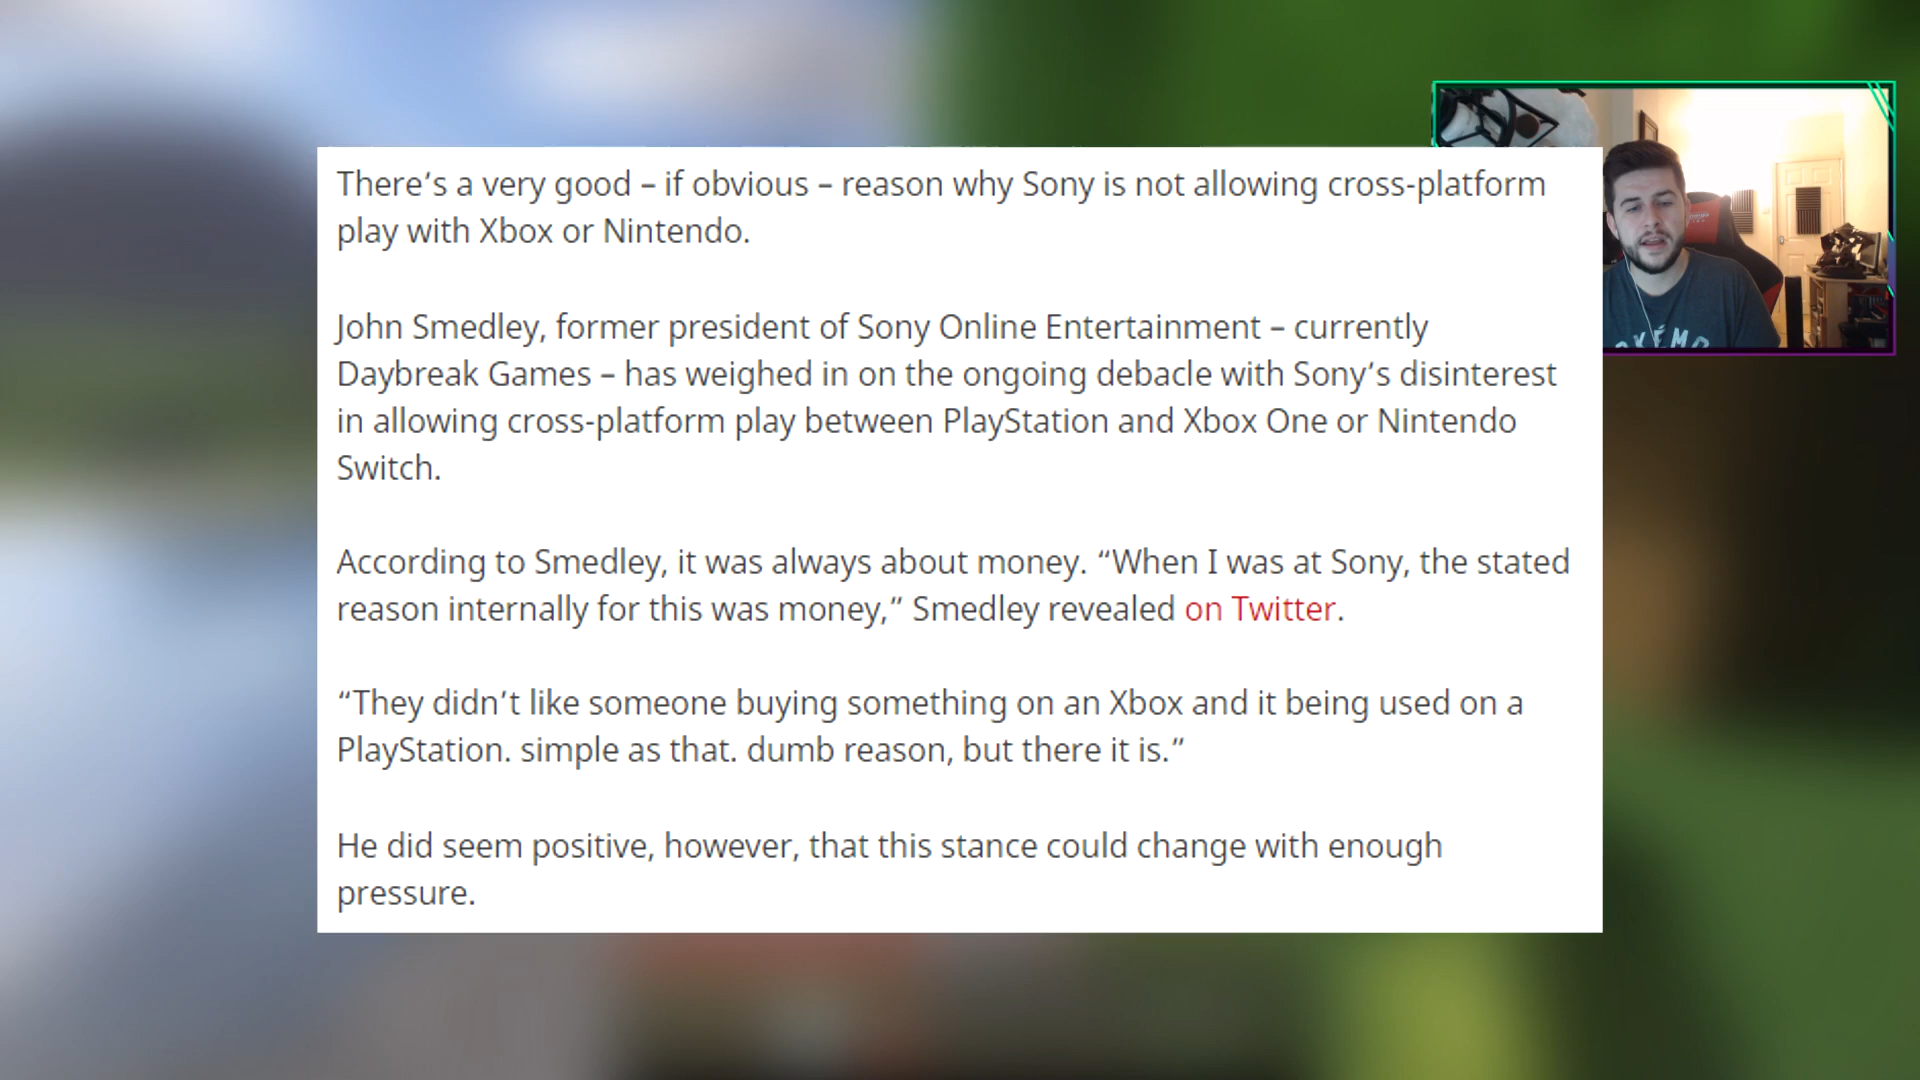 There’s a very good – if obvious – reason why Sony is not allowing cross-platform
play with Xbox or Nintendo.
John Smedley, former president of Sony Online Entertainment – currently
Daybreak Games – has weighed in on the ongoing debacle with Sony’s disinterest
in allowing cross-platform play between PlayStation and Xbox One or Nintendo
Switch.
According to Smedley, it was always about money. “When I was at Sony, the stated
reason internally for this was money,” Smedley revealed on Twitter.
“They didn’t like someone buying something on an Xbox and it being used on a
PlayStation. simple as that. dumb reason, but there it is.”
He did seem positive, however, that this stance could change with enough
pressure.